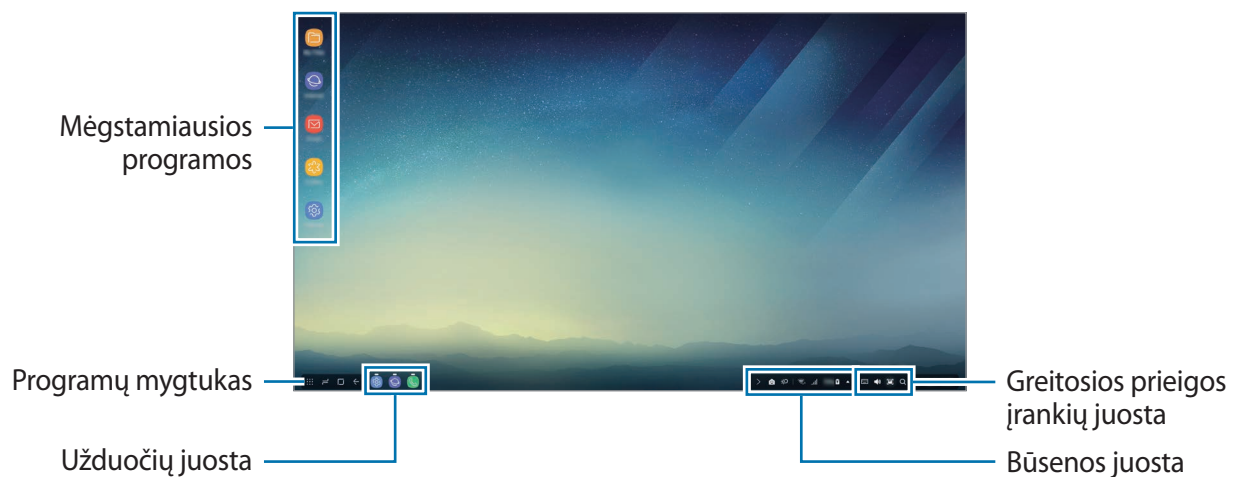 Mėgstamiausios
programos
Programų mygtukas
Užduočių juosta
Greitosios prieigos
įrankių juosta
Būsenos juosta